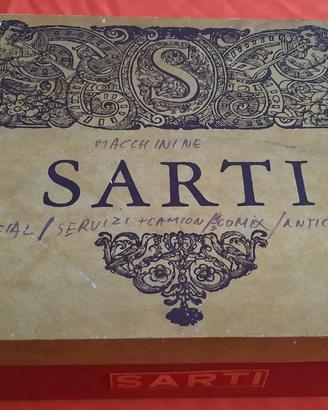 S
MACCHININE
SARTI
CIAL/SERVIZI+CAMION/COMIX/ANTIC
SARTI